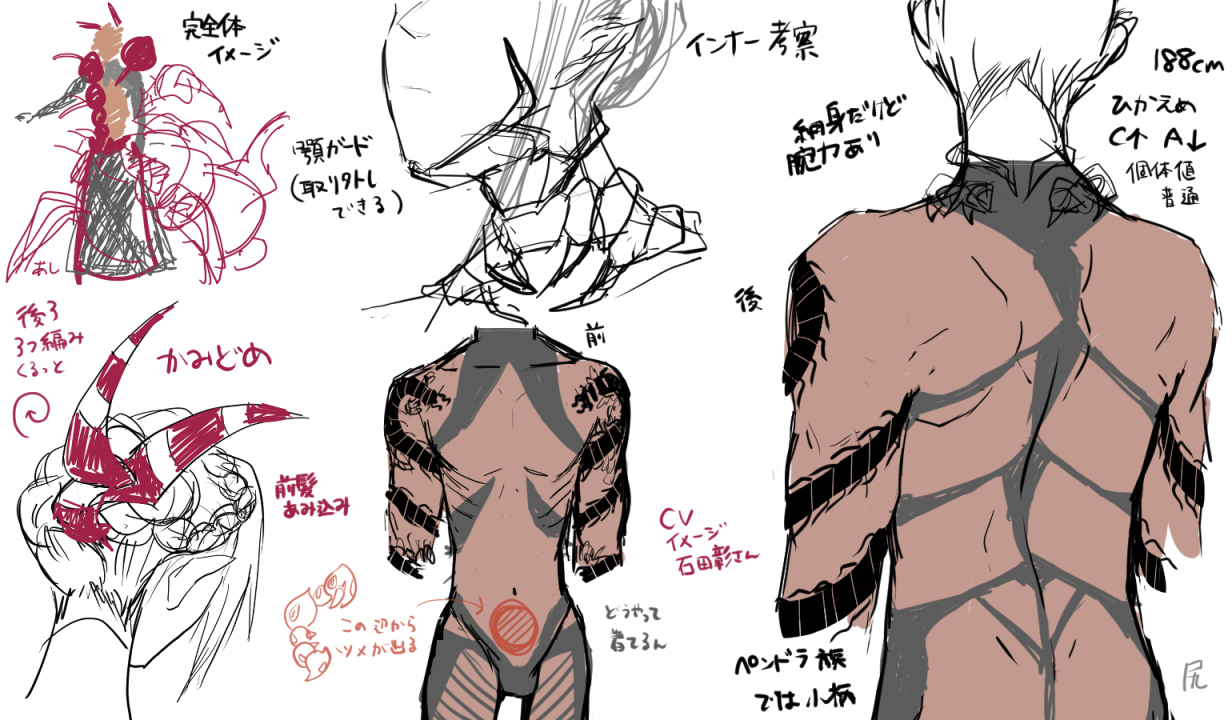 完全体
イメージ
あし
顎ガード
(取り外し
できる)
インナー考察
188cm
ひかえめ
C↑ A↓
個体値
普通
細身だけど
腕力あり
後ろ
3つ編み
くるっと
かみどめ
前髪
あみ込み
前
後
CV
イメージ
石田彰さん
この辺から
ツメが出る
どうやって
着てるん
ペンドラ族
では小柄
尻